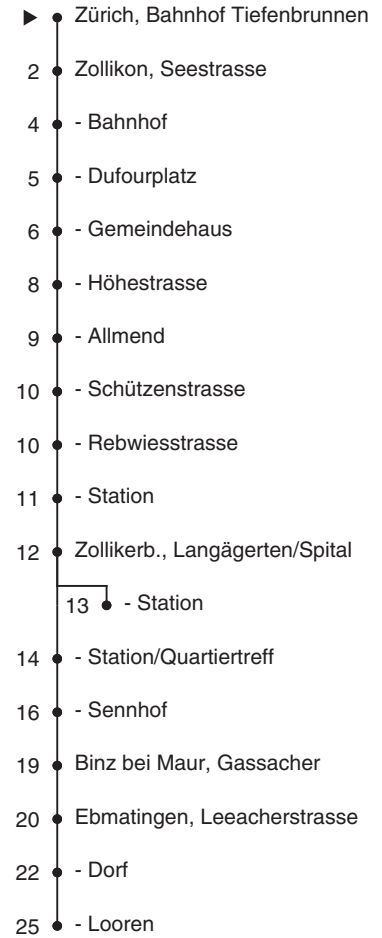 Zürich, Bahnhof Tiefenbrunnen
2 Zollikon, Seestrasse
4 - Bahnhof
5 - Dufourplatz
6 - Gemeindehaus
8 - Höhestrasse
9 - Allmend
10 - Schützenstrasse
10 - Rebwiesstrasse
11 - Station
12 Zollikerb., Langägerten/Spital
13 - Station
14 - Station/Quartiertreff
16 - Sennhof
19 Binz bei Maur, Gassacher
20 Ebmatingen, Leeacherstrasse
22 - Dorf
25 - Looren